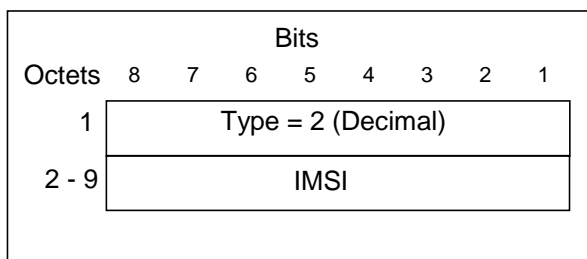 Bits
Octets 8 7 6 5 4 3 2 1
1 Type = 2 (Decimal)
2 - 9 IMSI